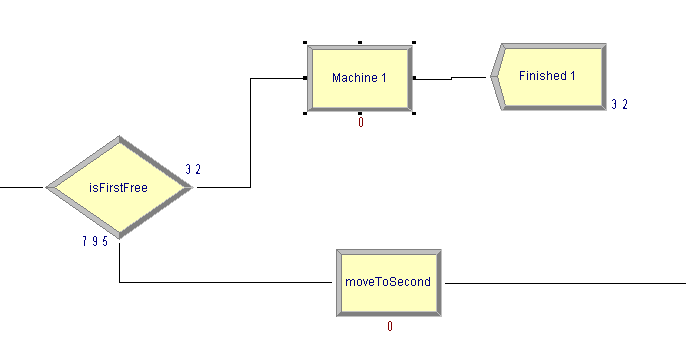 Machine 1
Finished 1
0
3 2
3 2
isFirstFree
7 9 5
moveToSecond
0